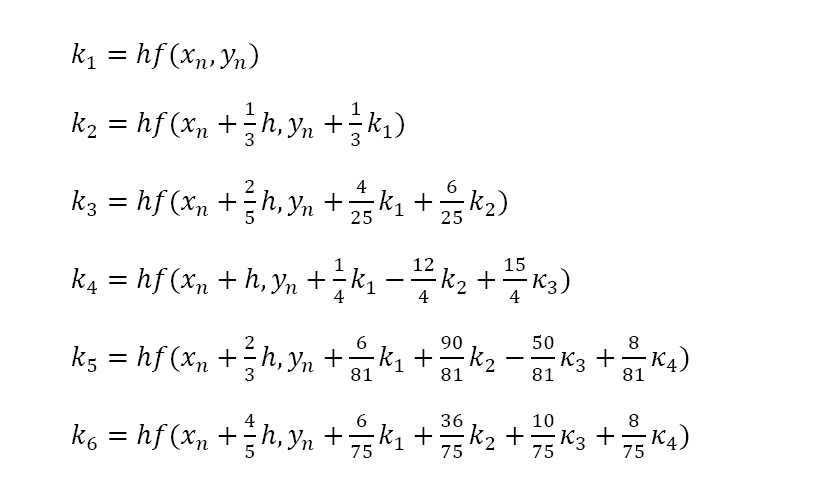 k₁ = hf(xₙ, yₙ)
k₂ = hf(xₙ + 1/3 h, yₙ + 1/3 k₁)
k₃ = hf(xₙ + 2/5 h, yₙ + 4/25 k₁ + 6/25 k₂)
k₄ = hf(xₙ + h, yₙ + 1/4 k₁ − 12/4 k₂ + 15/4 κ₃)
k₅ = hf(xₙ + 2/3 h, yₙ + 6/81 k₁ + 90/81 k₂ − 50/81 κ₃ + 8/81 κ₄)
k₆ = hf(xₙ + 4/5 h, yₙ + 6/75 k₁ + 36/75 k₂ + 10/75 κ₃ + 8/75 κ₄)